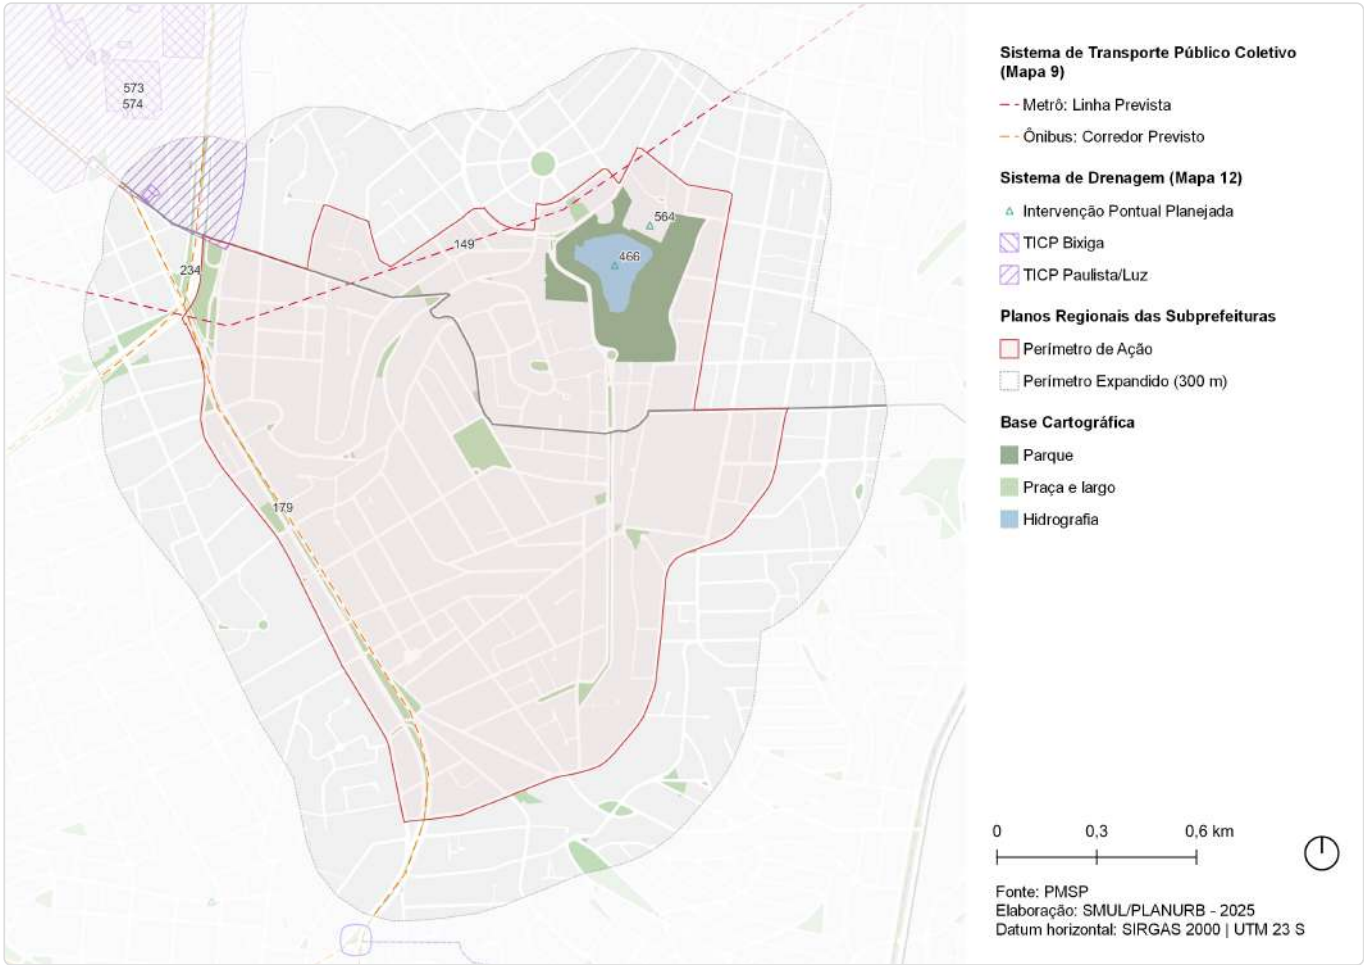 573
574
234
149
564
466
179
Sistema de Transporte Público Coletivo
(Mapa 9)
Metrô: Linha Prevista
Ônibus: Corredor Previsto
Sistema de Drenagem (Mapa 12)
Intervenção Pontual Planejada
TICP Bixiga
TICP Paulista/Luz
Planos Regionais das Subprefeituras
Perímetro de Ação
Perímetro Expandido (300 m)
Base Cartográfica
Parque
Praça e largo
Hidrografia
0 0,3 0,6 km
Fonte: PMSP
Elaboração: SMUL/PLANURB - 2025
Datum horizontal: SIRGAS 2000 | UTM 23 S